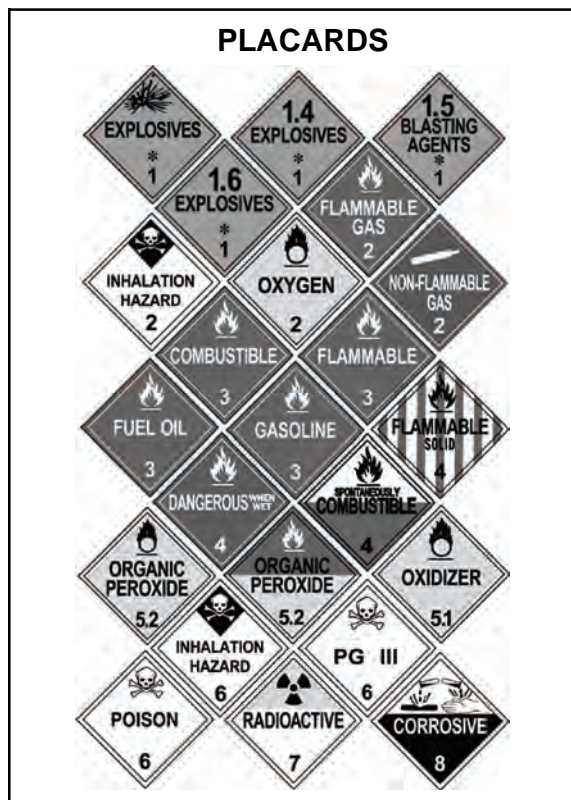 PLACARDS
EXPLOSIVES
*
1
1.4
EXPLOSIVES
*
1
1.5
BLASTING
AGENTS
*
1
1.6
EXPLOSIVES
*
1
FLAMMABLE
GAS
2
INHALATION
HAZARD
2
OXYGEN
2
NON-FLAMMABLE
GAS
2
COMBUSTIBLE
3
FLAMMABLE
3
FUEL OIL
3
GASOLINE
3
FLAMMABLE
SOLID
4
DANGEROUS WHEN
WET
4
SPONTANEOUSLY
COMBUSTIBLE
4
ORGANIC
PEROXIDE
5.2
ORGANIC
PEROXIDE
5.2
OXIDIZER
5.1
INHALATION
HAZARD
6
PG III
6
POISON
6
RADIOACTIVE
7
CORROSIVE
8